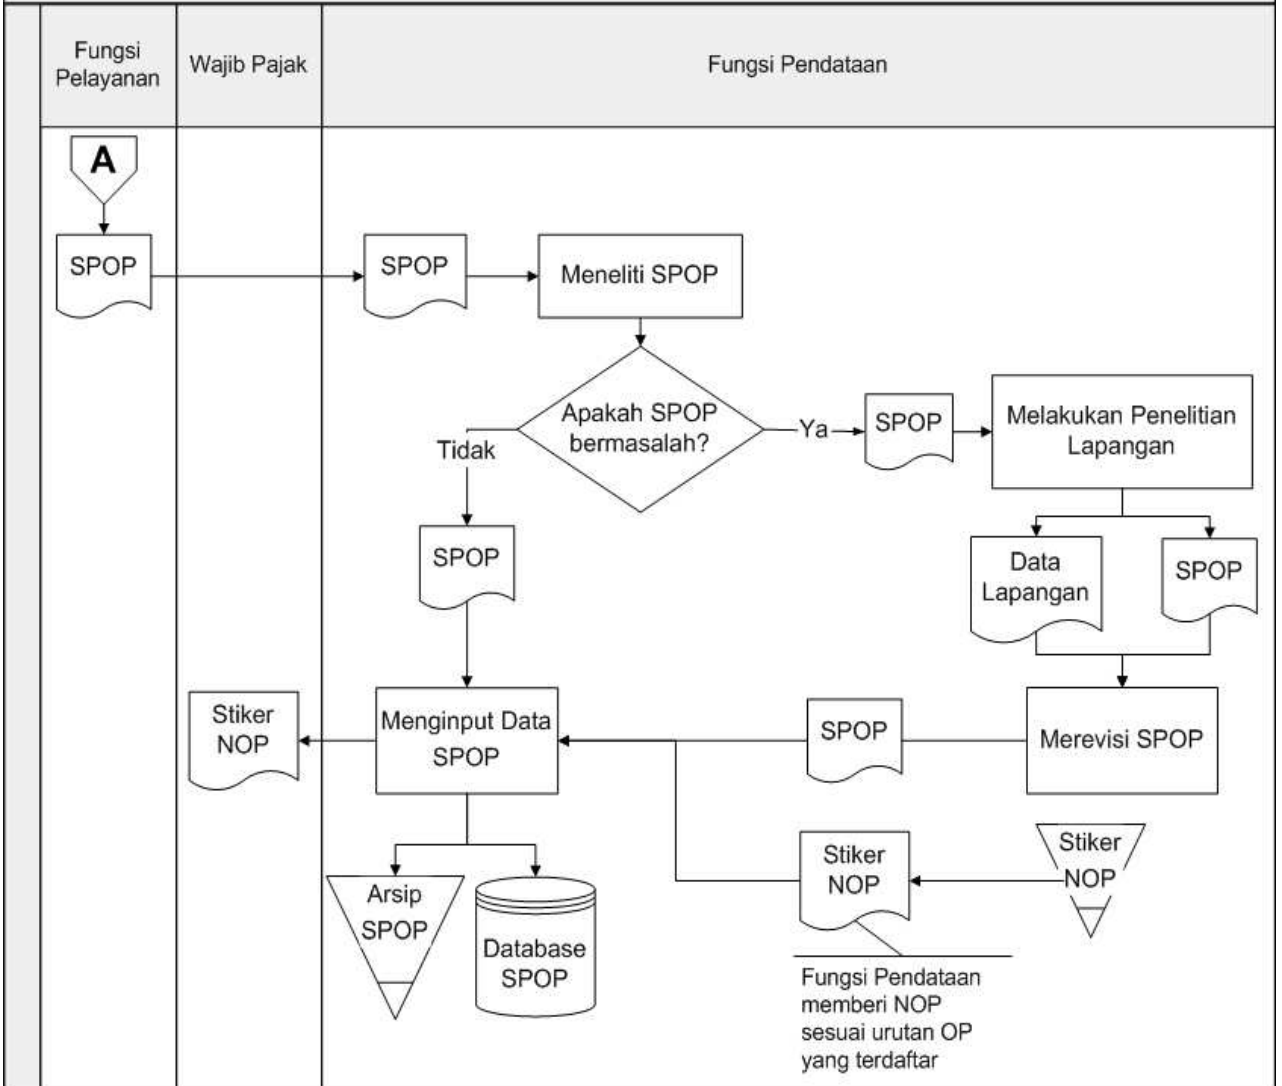 Fungsi
Pelayanan
Wajib Pajak
Fungsi Pendataan
A
SPOP
SPOP
Meneliti SPOP
Apakah SPOP
bermasalah?
Tidak
Ya
SPOP
Melakukan Penelitian
Lapangan
SPOP
Data
Lapangan
SPOP
Stiker
NOP
Menginput Data
SPOP
SPOP
Merevisi SPOP
Arsip
SPOP
Database
SPOP
Stiker
NOP
Stiker
NOP
Fungsi Pendataan
memberi NOP
sesuai urutan OP
yang terdaftar